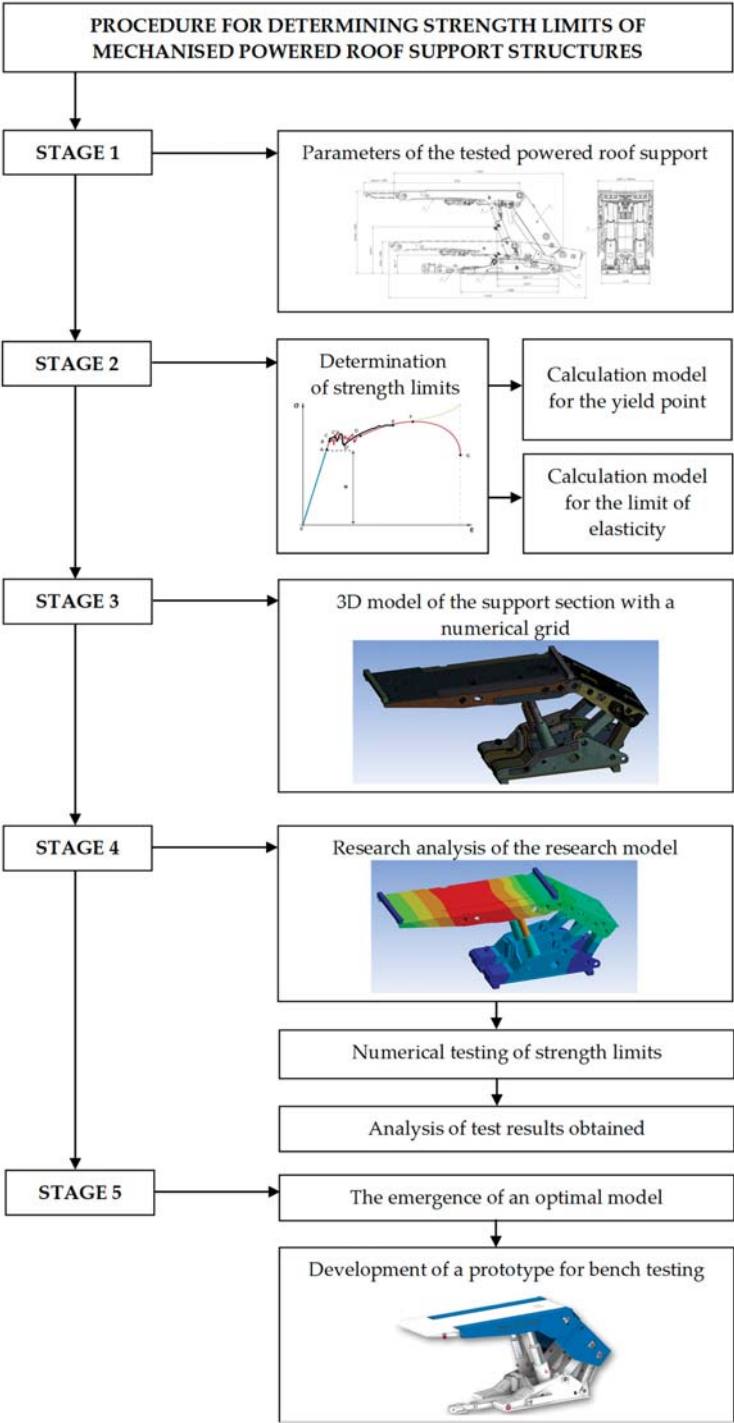 PROCEDURE FOR DETERMINING STRENGTH LIMITS OF
MECHANISED POWERED ROOF SUPPORT STRUCTURES
STAGE 1
Parameters of the tested powered roof support
STAGE 2
Determination
of strength limits
σ
F
G
ε
Calculation model
for the yield point
Calculation model
for the limit of
elasticity
STAGE 3
3D model of the support section with a
numerical grid
STAGE 4
Research analysis of the research model
Numerical testing of strength limits
Analysis of test results obtained
STAGE 5
The emergence of an optimal model
Development of a prototype for bench testing